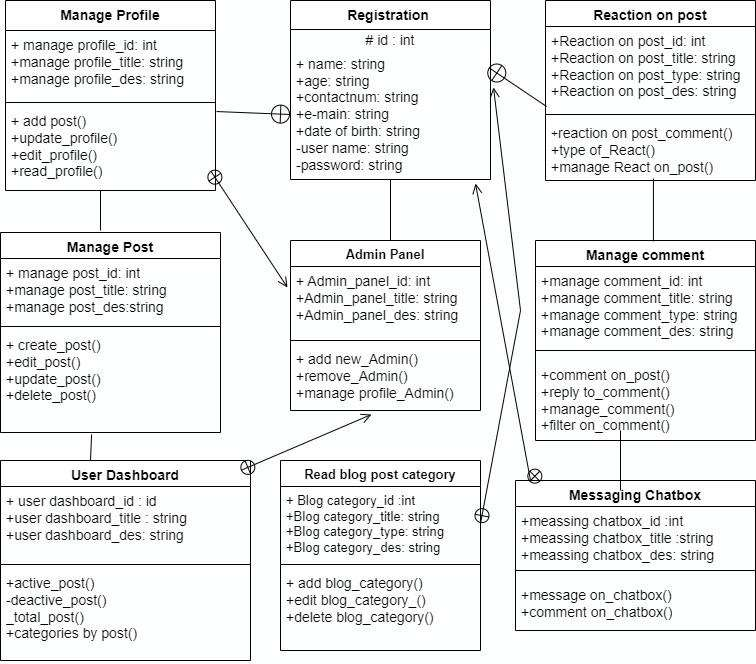 Manage Profile
+ manage profile_id: int
+manage profile_title: string
+manage profile_des: string
+ add post()
+update_profile()
+edit_profile()
+read_profile()
Registration
# id : int
+ name: string
+age: string
+contactnum: string
+e-main: string
+date of birth: string
-user name: string
-password: string
Reaction on post
+Reaction on post_id: int
+Reaction on post_title: string
+Reaction on post_type: string
+Reaction on post_des: string
+reaction on post_comment()
+type of_React()
+manage React on_post()
Manage Post
+ manage post_id: int
+manage post_title: string
+manage post_des:string
+ create_post()
+edit_post()
+update_post()
+delete_post()
Admin Panel
+ Admin_panel_id: int
+Admin_panel_title: string
+Admin_panel_des: string
+ add new_Admin()
+remove_Admin()
+manage profile_Admin()
Manage comment
+manage comment_id: int
+manage comment_title: string
+manage comment_type: string
+manage comment_des: string
+comment on_post()
+reply to_comment()
+manage_comment()
+filter on_comment()
User Dashboard
+ user dashboard_id : id
+user dashboard_title : string
+user dashboard_des: string
+active_post()
-deactive_post()
_total_post()
+categories by post()
Read blog post category
+ Blog category_id :int
+Blog category_title: string
+Blog category_type: string
+Blog category_des: string
+ add blog_category()
+edit blog_category_()
+delete blog_category()
Messaging Chatbox
+meassing chatbox_id :int
+meassing chatbox_title :string
+meassing chatbox_des: string
+message on_chatbox()
+comment on_chatbox()